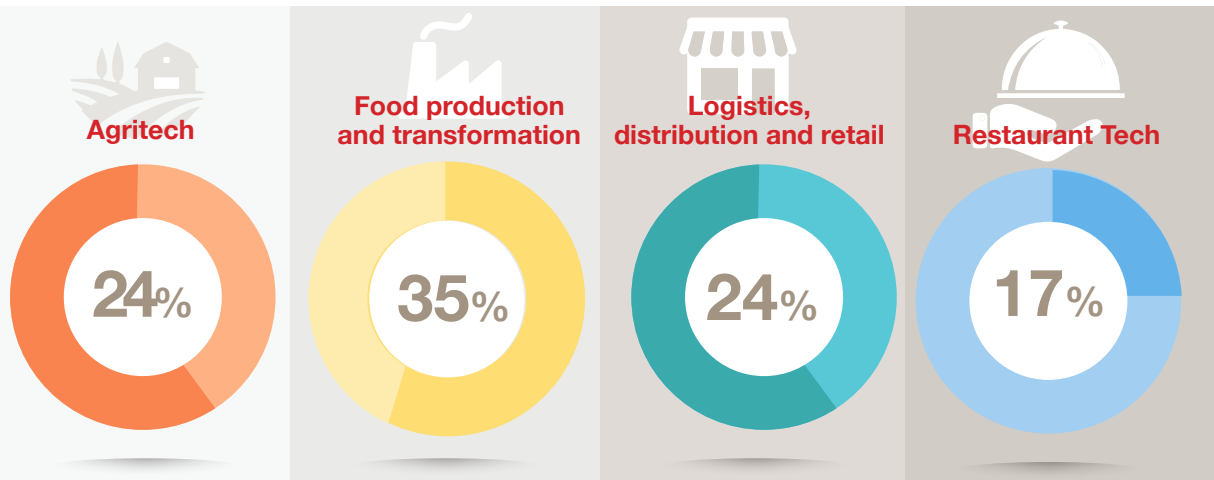 Agritech
24%
Food production
and transformation
35%
Logistics,
distribution and retail
24%
Restaurant Tech
17%